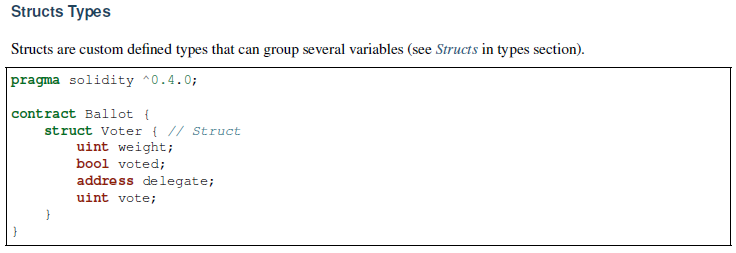 Structs Types
Structs are custom defined types that can group several variables (see Structs in types section).
pragma solidity ^0.4.0;
contract Ballot {
    struct Voter { // Struct
        uint weight;
        bool voted;
        address delegate;
        uint vote;
    }
}